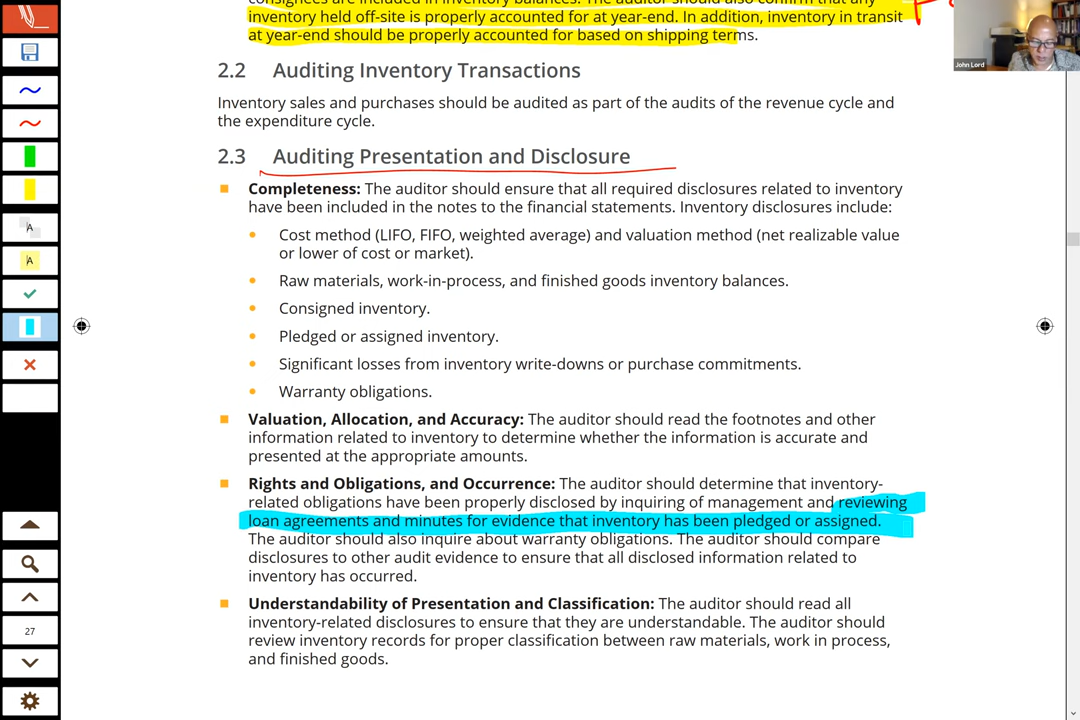 consignees are included in inventory balances. The auditor should also confirm that any
inventory held off-site is properly accounted for at year-end. In addition, inventory in transit
at year-end should be properly accounted for based on shipping terms.
John Lord
2.2 Auditing Inventory Transactions
Inventory sales and purchases should be audited as part of the audits of the revenue cycle and
the expenditure cycle.
2.3 Auditing Presentation and Disclosure
Completeness: The auditor should ensure that all required disclosures related to inventory
have been included in the notes to the financial statements. Inventory disclosures include:
Cost method (LIFO, FIFO, weighted average) and valuation method (net realizable value
or lower of cost or market).
Raw materials, work-in-process, and finished goods inventory balances.
Consigned inventory.
Pledged or assigned inventory.
Significant losses from inventory write-downs or purchase commitments.
Warranty obligations.
Valuation, Allocation, and Accuracy: The auditor should read the footnotes and other
information related to inventory to determine whether the information is accurate and
presented at the appropriate amounts.
Rights and Obligations, and Occurrence: The auditor should determine that inventory-
related obligations have been properly disclosed by inquiring of management and reviewing
loan agreements and minutes for evidence that inventory has been pledged or assigned.
The auditor should also inquire about warranty obligations. The auditor should compare
disclosures to other audit evidence to ensure that all disclosed information related to
inventory has occurred.
Understandability of Presentation and Classification: The auditor should read all
inventory-related disclosures to ensure that they are understandable. The auditor should
review inventory records for proper classification between raw materials, work in process,
and finished goods.
A
A
27